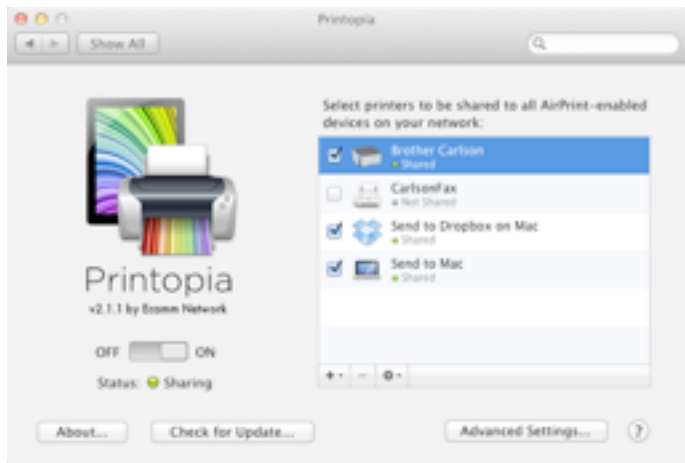 Printopia
Show All
Select printers to be shared to all AirPrint-enabled
devices on your network:
Brother Carlson
Shared
CarlsonFax
Not Shared
Send to Dropbox on Mac
Shared
Send to Mac
Shared
Printopia
v2.1.1 by Ecamm Network
OFF ON
Status: Sharing
About...
Check for Update...
Advanced Settings...
?